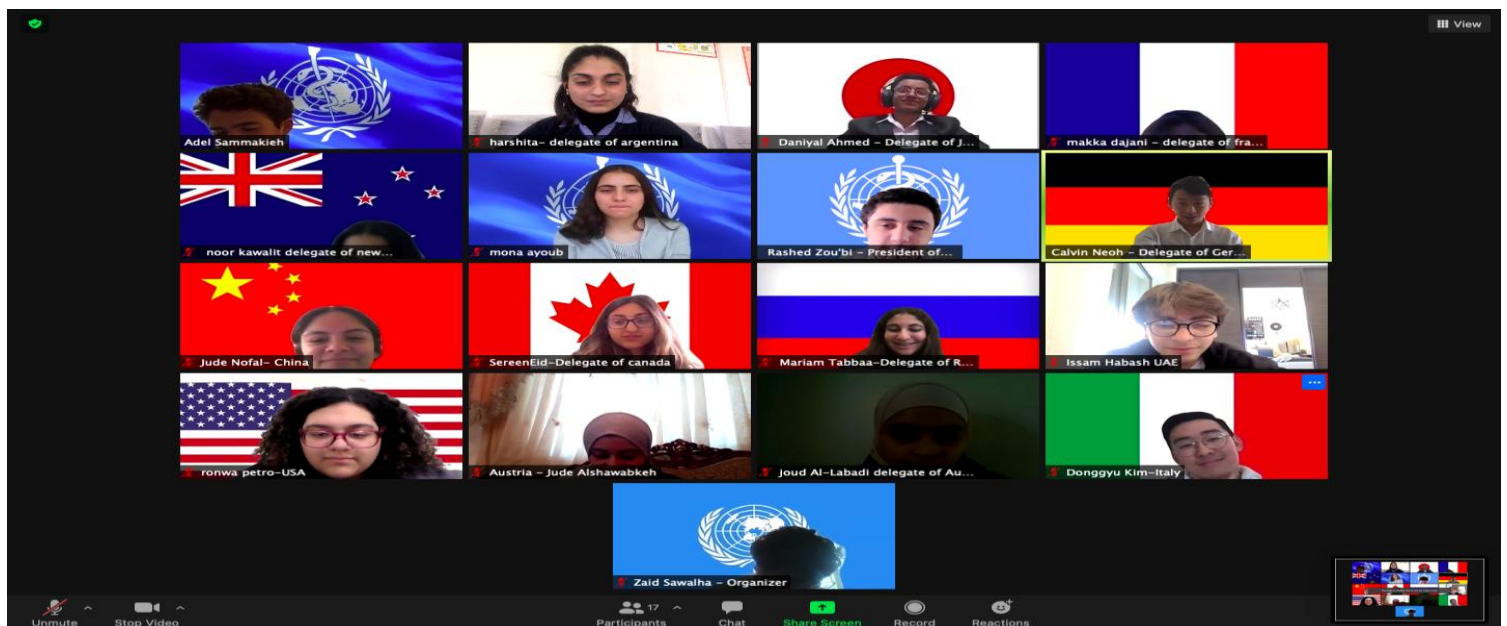 View
Adel Sammakieh
harshita- delegate of argentina
Daniyal Ahmed - Delegate of J...
makka dajani - delegate of fra...
noor kawalit delegate of new...
mona ayoub
Rashed Zou'bi - President of...
Calvin Neoh - Delegate of Ger...
Jude Nofal- China
SereenEid-Delegate of canada
Mariam Tabbaa-Delegate of R...
Issam Habash UAE
ronwa petro-USA
Austria - Jude Alshawabkeh
joud Al-Labadi delegate of Au...
Donggyu Kim-Italy
Zaid Sawalha - Organizer
Unmute
Stop Video
17
Participants
Chat
Share Screen
Record
Reactions